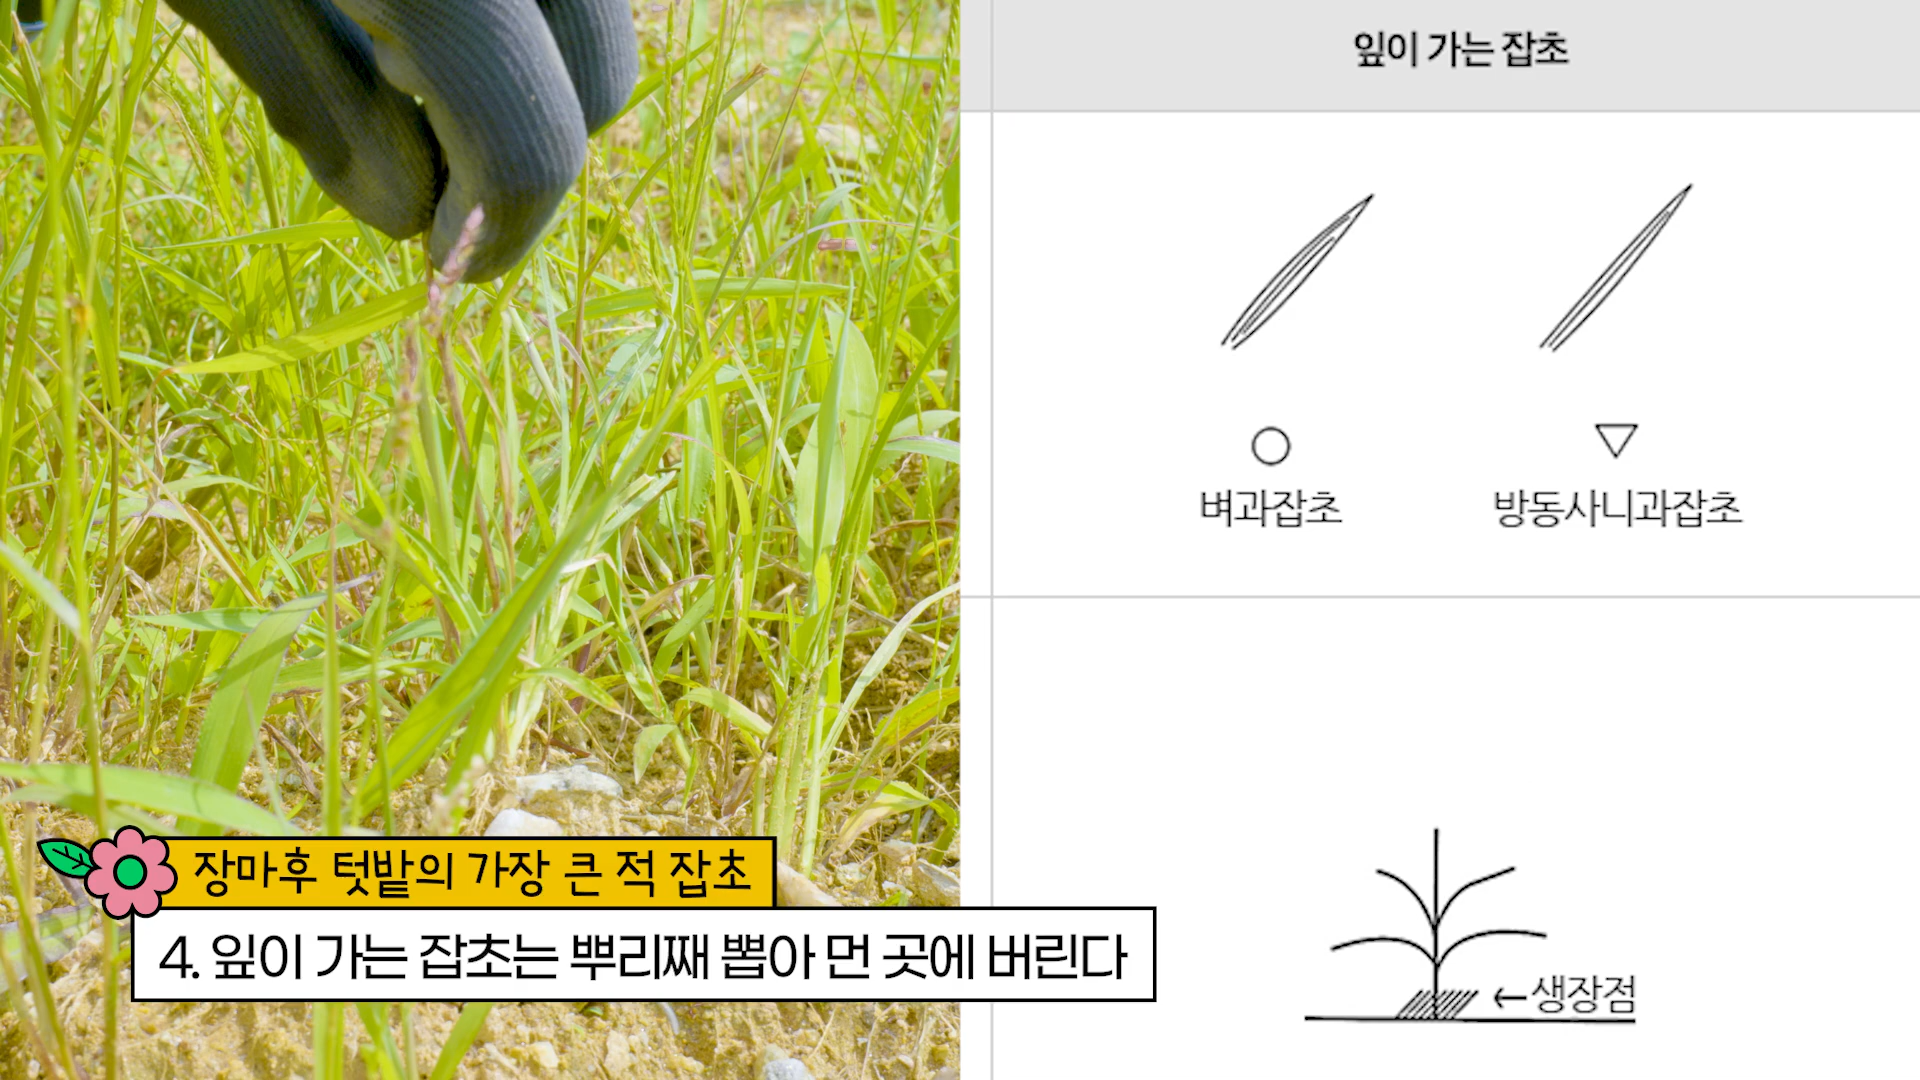 잎이 가는 잡초
벼과잡초
방동사니과잡초
←생장점
장마후 텃밭의 가장 큰 적 잡초
4. 잎이 가는 잡초는 뿌리째 뽑아 먼 곳에 버린다